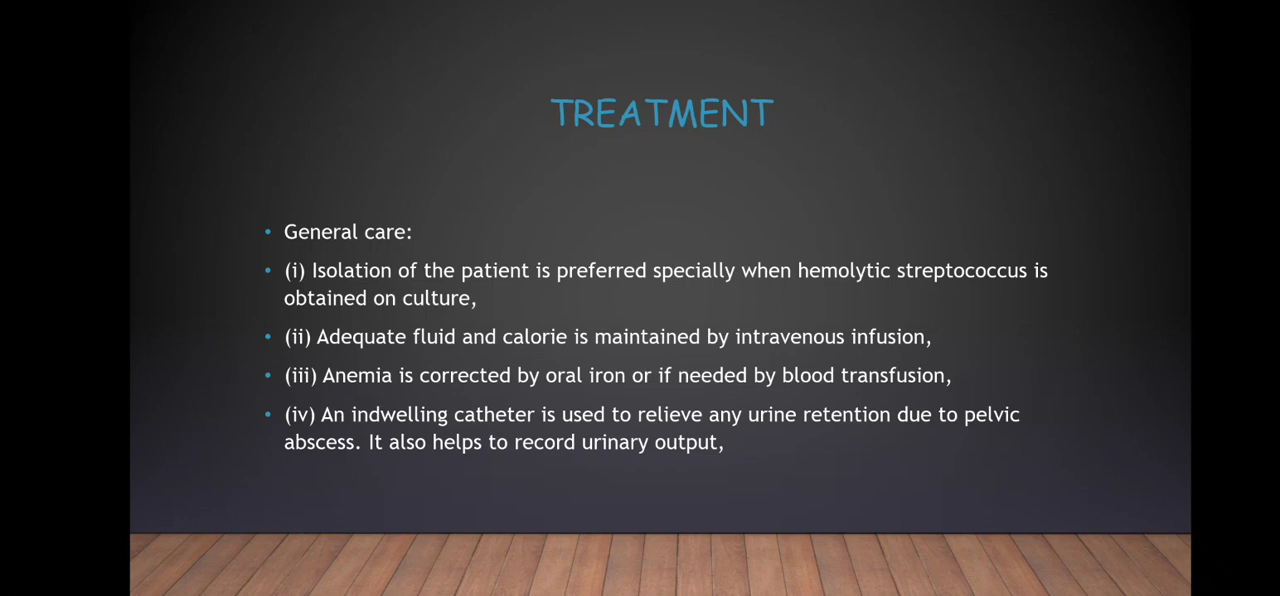 TREATMENT
• General care:
• (i) Isolation of the patient is preferred specially when hemolytic streptococcus is
obtained on culture,
• (ii) Adequate fluid and calorie is maintained by intravenous infusion,
• (iii) Anemia is corrected by oral iron or if needed by blood transfusion,
• (iv) An indwelling catheter is used to relieve any urine retention due to pelvic
abscess. It also helps to record urinary output,